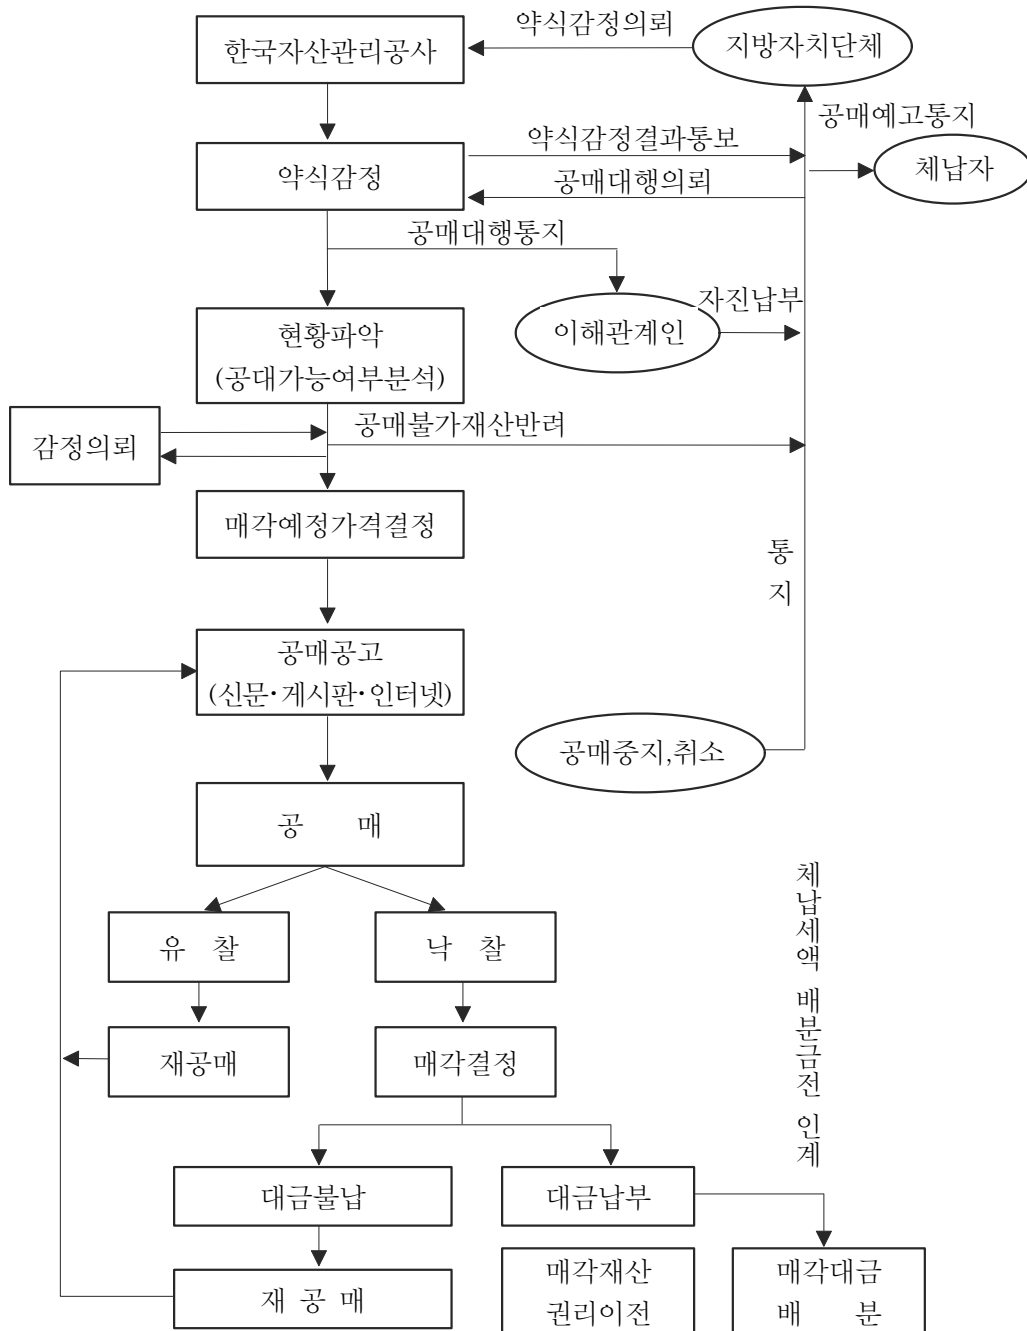 약식감정의뢰
한국자산관리공사
지방자치단체
공매예고통지
약식감정결과통보
약식감정
체납자
공매대행의뢰
공매대행통지
자진납부
현황파악
(공대가능여부분석)
이해관계인
공매불가재산반려
감정의뢰
매각예정가격결정
통
지
공매공고
(신문·게시판·인터넷)
공매중지,취소
공 매
체납세액 배분금전 인계
유 찰
낙 찰
재공매
매각결정
대금불납
대금납부
재 공 매
매각재산
권리이전
매각대금
배 분